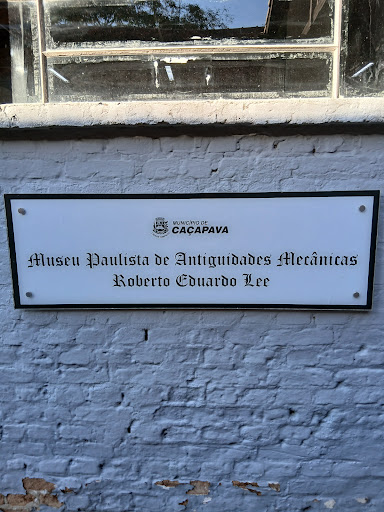 MUNICÍPIO DE
CAÇAPAVA
Museu Paulista de Antiguidades Mecânicas
Roberto Eduardo Lee